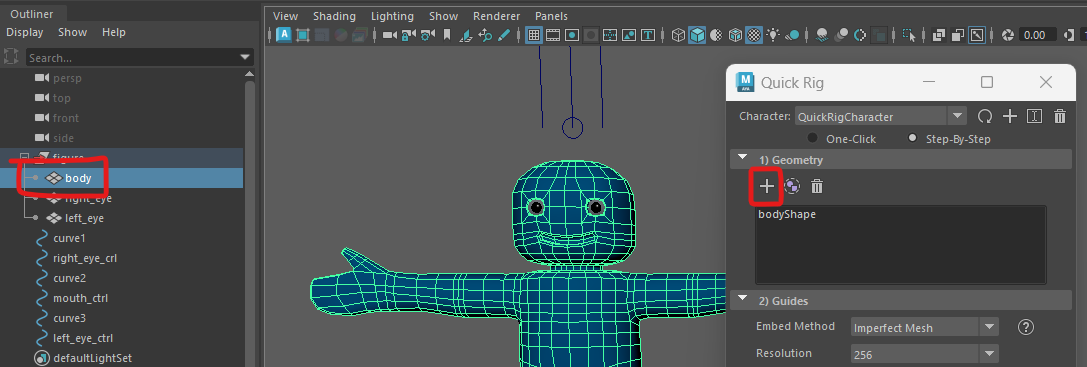 Outliner
Display Show Help
Search...
persp
top
front
side
figure
body
right_eye
left_eye
curve1
right_eye_crl
curve2
mouth_ctrl
curve3
left_eye_ctrl
defaultLightSet
View Shading Lighting Show Renderer Panels
0.00
Quick Rig
Character: QuickRigCharacter
One-Click Step-By-Step
1) Geometry
bodyShape
2) Guides
Embed Method Imperfect Mesh
Resolution 256